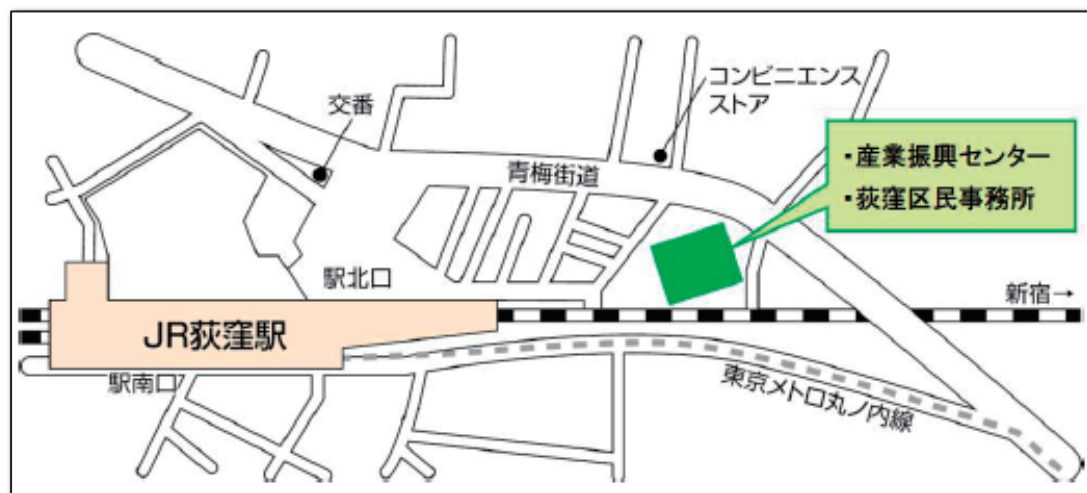 交番
コンビニエンス
ストア
青梅街道
・産業振興センター
・荻窪区民事務所
駅北口
新宿→
JR荻窪駅
駅南口
東京メトロ丸ノ内線